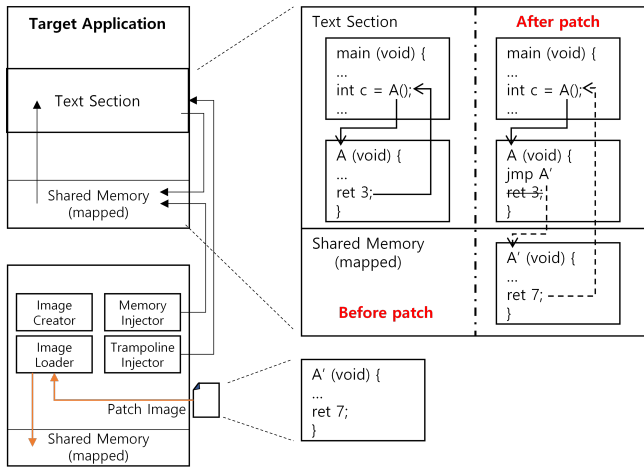 Target Application
Text Section
Shared Memory
(mapped)
Image
Creator
Memory
Injector
Image
Loader
Trampoline
Injector
Patch Image
Shared Memory
(mapped)
Text Section
main (void) {
...
int c = A();
...
A (void) {
...
ret 3;
}
After patch
main (void) {
...
int c = A();
...
A (void) {
jmp A'
ret 3;
}
Shared Memory
(mapped)
Before patch
A' (void) {
...
ret 7;
}
A' (void) {
...
ret 7;
}